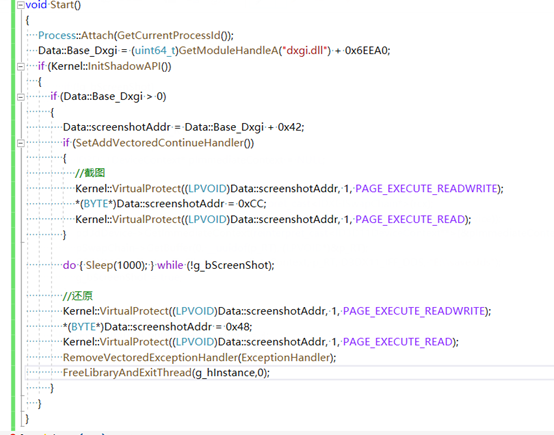 void Start()
{
Process::Attach(GetCurrentProcessId());
Data::Base_Dxgi = (uint64_t)GetModuleHandleA("dxgi.dll") + 0x6EEA0;
if (Kernel::InitShadowAPI())
{
if (Data::Base_Dxgi > 0)
{
Data::screenshotAddr = Data::Base_Dxgi + 0x42;
if (SetAddVectoredContinueHandler())
{
//截图
Kernel::VirtualProtect((LPVOID)Data::screenshotAddr, 1, PAGE_EXECUTE_READWRITE);
*(BYTE*)Data::screenshotAddr = 0xCC;
Kernel::VirtualProtect((LPVOID)Data::screenshotAddr, 1, PAGE_EXECUTE_READ);
}
do { Sleep(1000); } while (!g_bScreenShot);
//还原
Kernel::VirtualProtect((LPVOID)Data::screenshotAddr, 1, PAGE_EXECUTE_READWRITE);
*(BYTE*)Data::screenshotAddr = 0x48;
Kernel::VirtualProtect((LPVOID)Data::screenshotAddr, 1, PAGE_EXECUTE_READ);
RemoveVectoredExceptionHandler(ExceptionHandler);
FreeLibraryAndExitThread(g_hInstance,0);
}
}
}